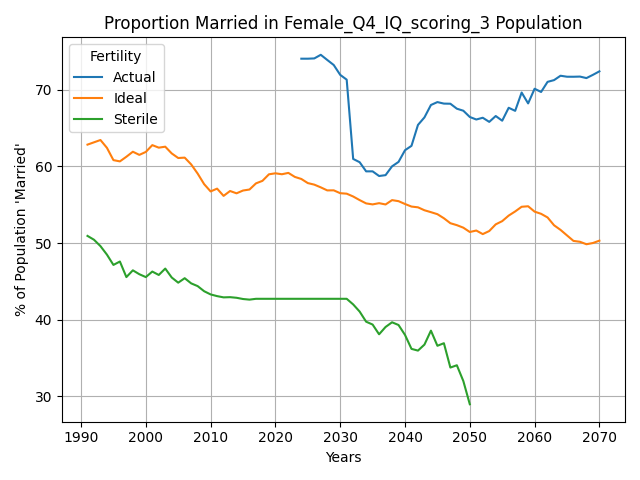 Proportion Married in Female_Q4_IQ_scoring_3 Population
Fertility
Actual
Ideal
Sterile
% of Population 'Married'
70
60
50
40
30
1990 2000 2010 2020 2030 2040 2050 2060 2070
Years